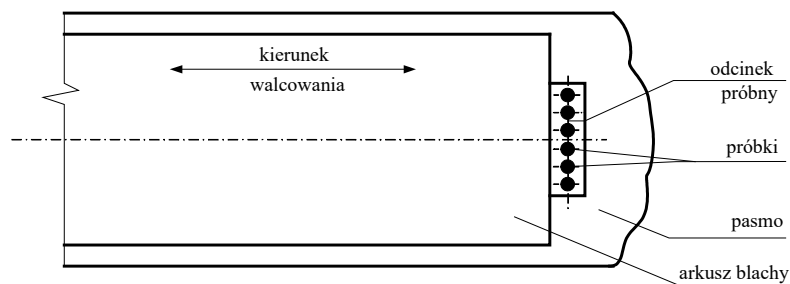 kierunek
walcowania
odcinek
próbny
próbki
pasmo
arkusz blachy